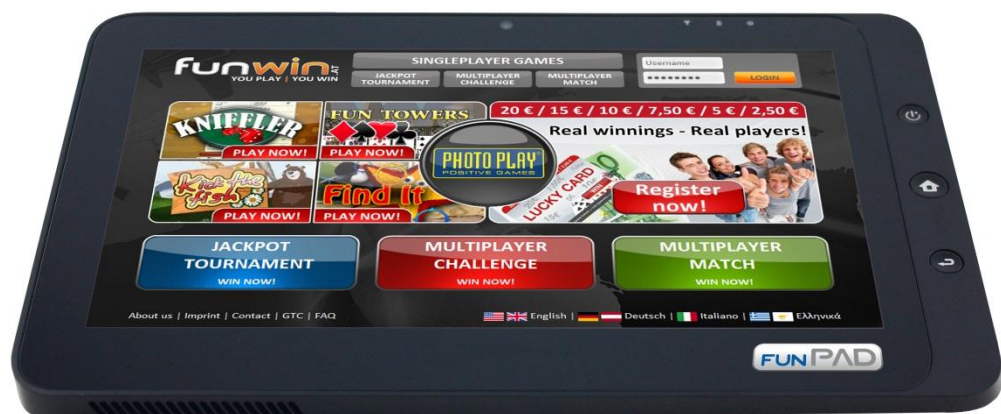 funwin.AT
YOU PLAY | YOU WIN
SINGLEPLAYER GAMES
JACKPOT
TOURNAMENT
MULTIPLAYER
CHALLENGE
MULTIPLAYER
MATCH
Username
••••••••
LOGIN
KNIFFLER
PLAY NOW!
FUN TOWERS
PLAY NOW!
Kick the
fish
PLAY NOW!
Find It
PLAY NOW!
PHOTO PLAY
POSITIVE GAMES
20 € / 15 € / 10 € / 7,50 € / 5 € / 2,50 €
Real winnings - Real players!
LUCKY CARD
Register
now!
JACKPOT
TOURNAMENT
WIN NOW!
MULTIPLAYER
CHALLENGE
WIN NOW!
MULTIPLAYER
MATCH
WIN NOW!
About us | Imprint | Contact | GTC | FAQ
English | Deutsch | Italiano | Ελληνικά
FUNPAD